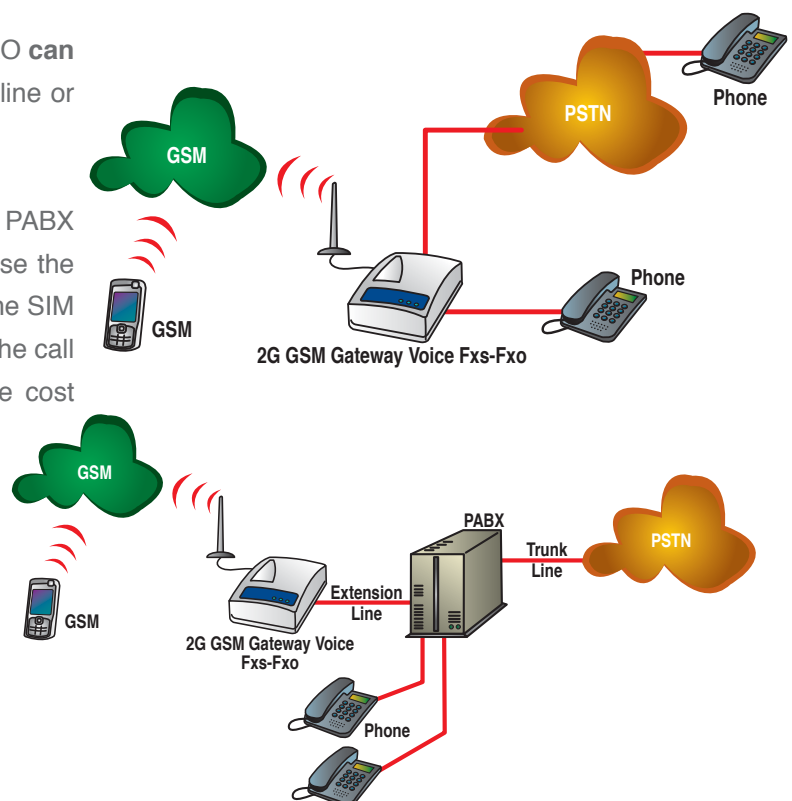 O can
line or
PABX
se the
he SIM
he call
e cost
Phone
PSTN
GSM
GSM
Phone
2G GSM Gateway Voice Fxs-Fxo
GSM
GSM
PABX
Trunk
Line
PSTN
Extension
Line
2G GSM Gateway Voice
Fxs-Fxo
Phone